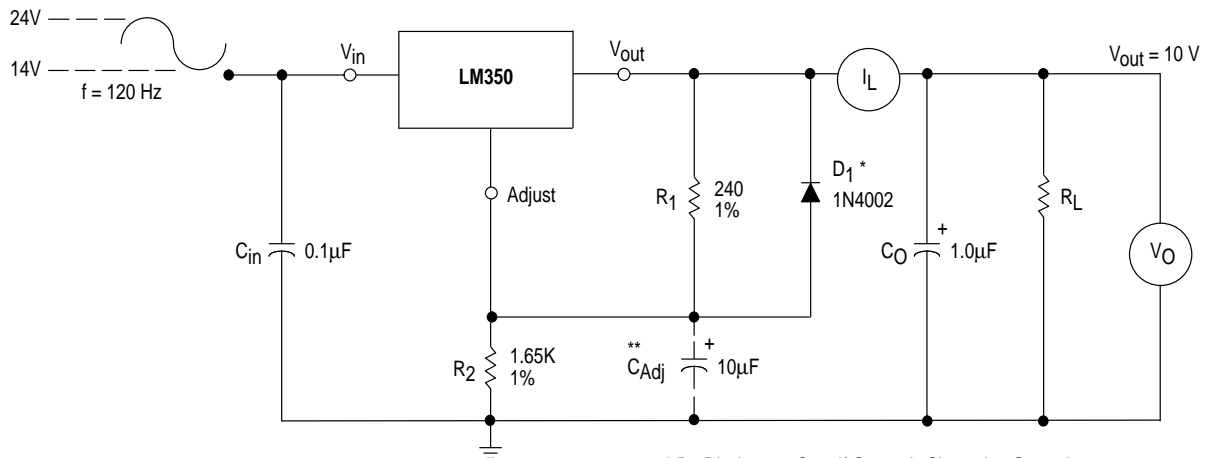 24V
14V
f = 120 Hz
Vin
LM350
Vout
IL
Vout = 10 V
Adjust
R1
240
1%
D1 *
1N4002
RL
Cin
0.1μF
CO
+
1.0μF
VO
R2
1.65K
1%
**
CAdj
+
10μF